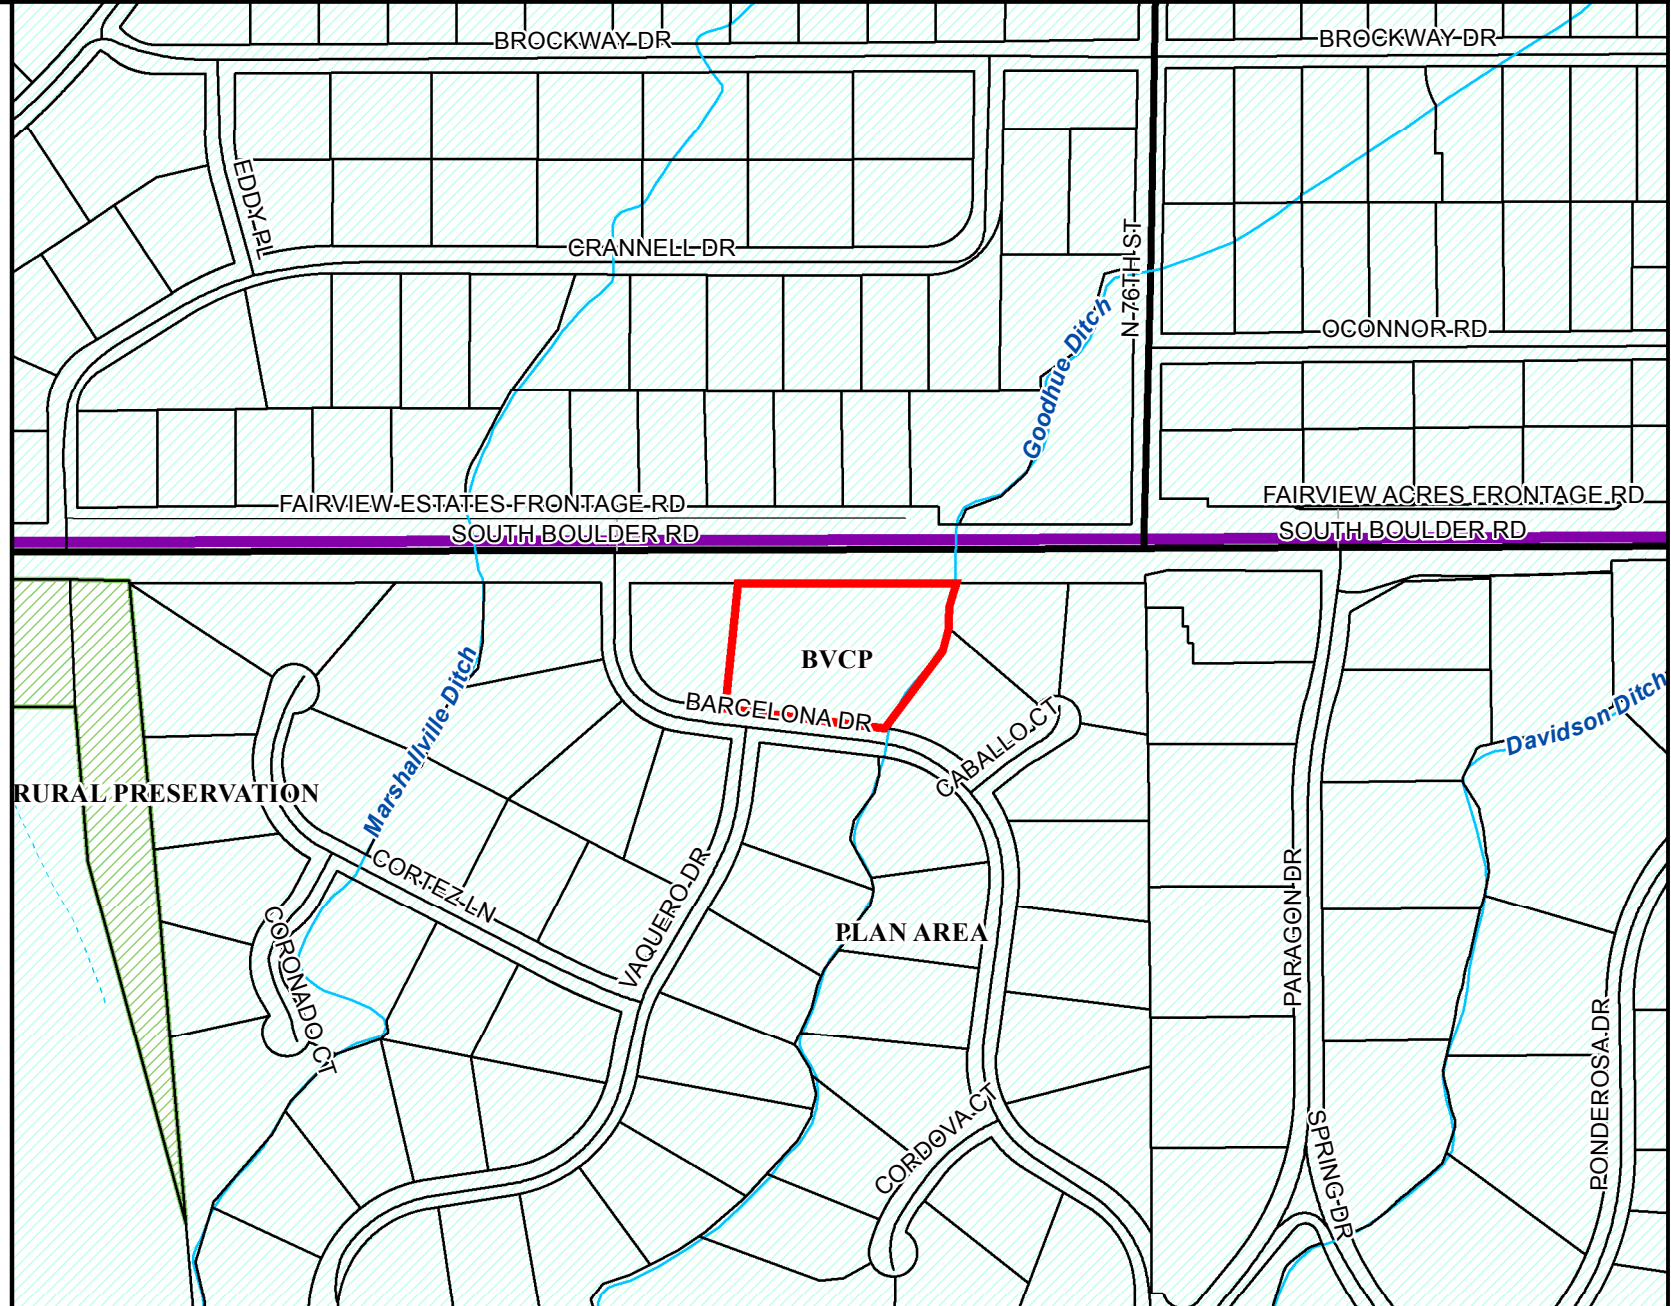 BROCKWAY DR
BROCKWAY DR
EDDY PL
CRANNELL DR
N 76TH ST
Goodhue Ditch
OCONNOR RD
FAIRVIEW ESTATES FRONTAGE RD
FAIRVIEW ACRES FRONTAGE RD
SOUTH BOULDER RD
SOUTH BOULDER RD
BVCP
BARCELONA DR
CABALLO CT
Marshallville Ditch
Davidson Ditch
RURAL PRESERVATION
CORTEZ LN
VAQUERO DR
PLAN AREA
PARAGON DR
CORONADO CT
CORDOVA CT
SPRING DR
PONDEROSA DR